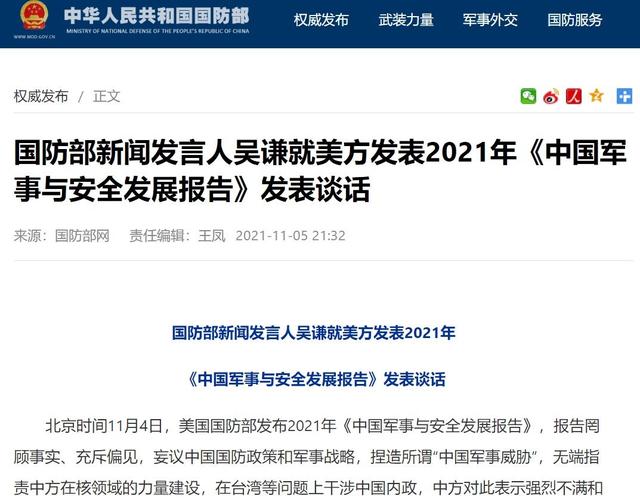 中华人民共和国国防部
MINISTRY OF NATIONAL DEFENSE OF THE PEOPLE'S REPUBLIC OF CHINA
WWW.MOD.GOV.CN
权威发布 武装力量 军事外交 国防服务
权威发布 / 正文
国防部新闻发言人吴谦就美方发表2021年《中国军
事与安全发展报告》发表谈话
来源：国防部网 责任编辑：王凤 2021-11-05 21:32
国防部新闻发言人吴谦就美方发表2021年
《中国军事与安全发展报告》发表谈话
北京时间11月4日，美国国防部发布2021年《中国军事与安全发展报告》，报告罔
顾事实、充斥偏见，妄议中国国防政策和军事战略，捏造所谓“中国军事威胁”，无端指
责中方在核领域的力量建设，在台湾等问题上干涉中国内政，中方对此表示强烈不满和